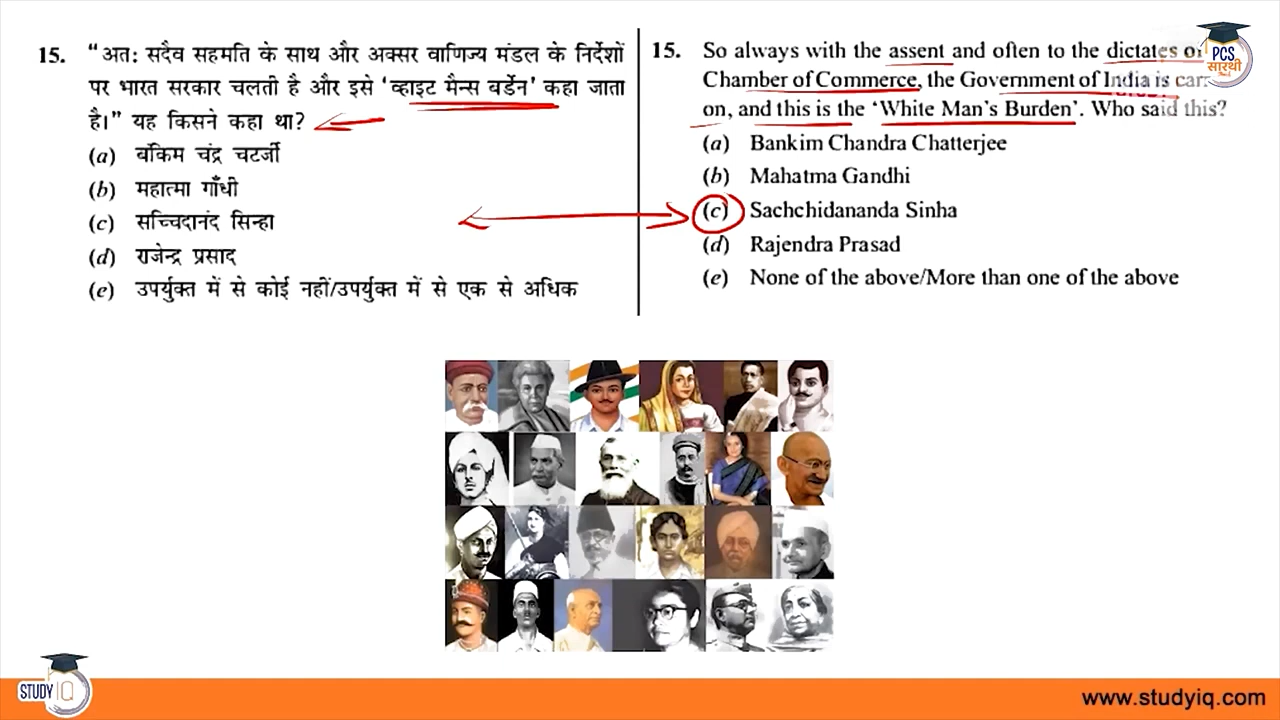 15. “अत: सदैव सहमति के साथ और अक्सर वाणिज्य मंडल के निर्देशों
पर भारत सरकार चलती है और इसे ‘व्हाइट मैन्स बर्डेन’ कहा जाता
है।” यह किसने कहा था?
(a) बंकिम चंद्र चटर्जी
(b) महात्मा गाँधी
(c) सच्चिदानंद सिन्हा
(d) राजेन्द्र प्रसाद
(e) उपर्युक्त में से कोई नहीं/उपर्युक्त में से एक से अधिक
15. So always with the assent and often to the dictates of
Chamber of Commerce, the Government of India is
on, and this is the ‘White Man’s Burden’. Who said this?
(a) Bankim Chandra Chatterjee
(b) Mahatma Gandhi
(c) Sachchidananda Sinha
(d) Rajendra Prasad
(e) None of the above/More than one of the above
PCS
सारथी
STUDY IQ
www.studyiq.com